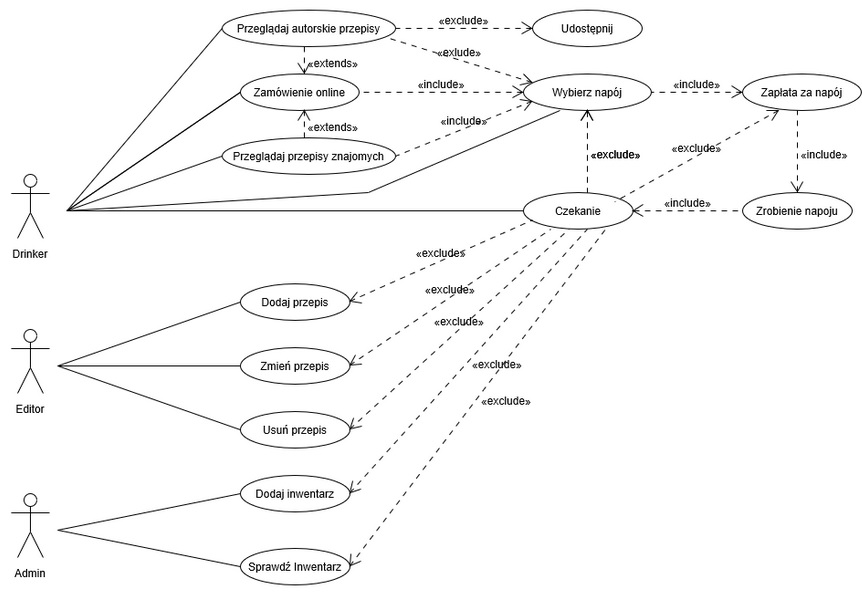 Przeglądaj autorskie przepisy
«exclude»
Udostępnij
«exlude»
«extends»
Zamówienie online
«include»
Wybierz napój
«include»
Zapłata za napój
«extends»
«include»
Przeglądaj przepisy znajomych
«exclude»
«exclude»
«include»
Drinker
Czekanie
«include»
Zrobienie napoju
«exclude»
«exclude»
Dodaj przepis
«exclude»
Editor
Zmień przepis
«exclude»
«exclude»
Usuń przepis
Dodaj inwentarz
Admin
Sprawdź Inwentarz